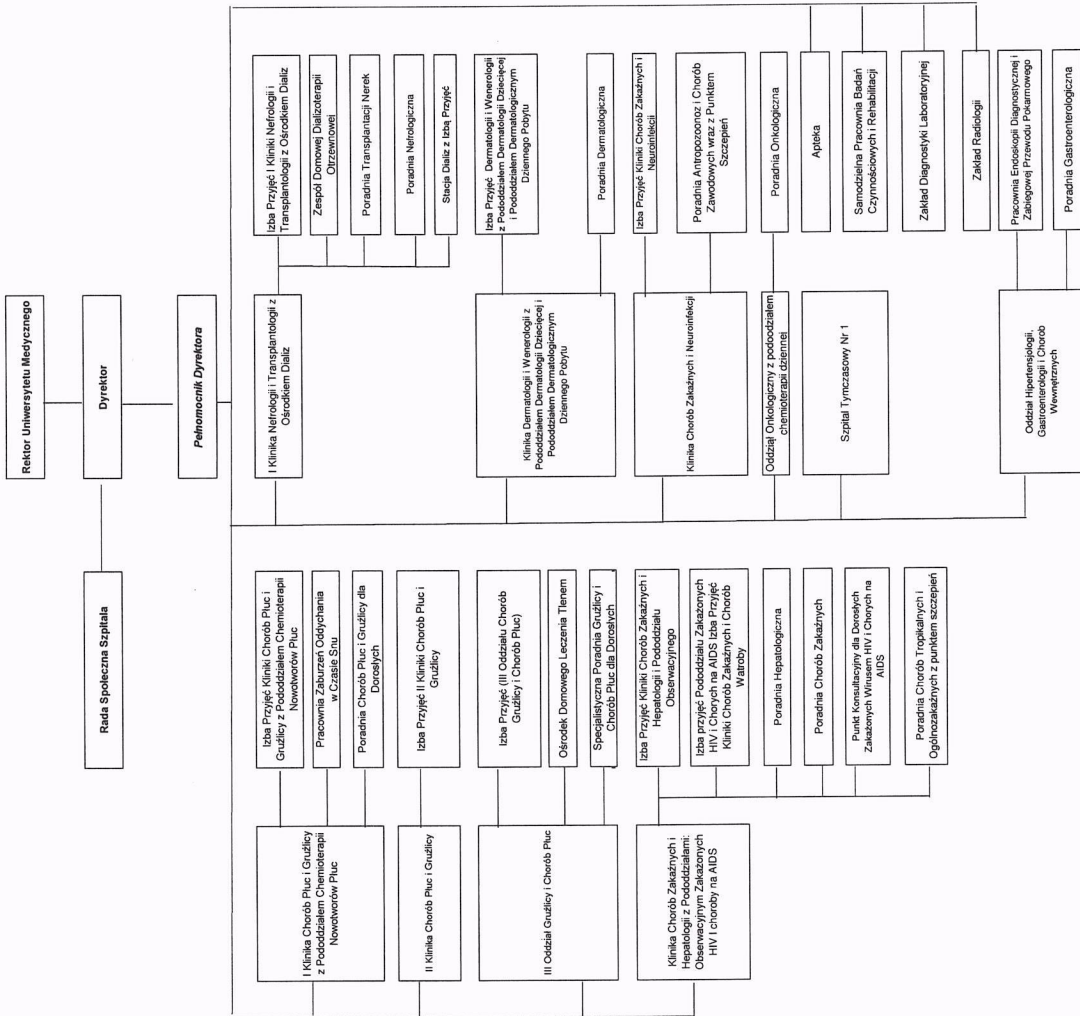 Rektor Uniwersytetu Medycznego
Dyrektor
Rada Społeczna Szpitala
Pełnomocnik Dyrektora
I Klinika Chorób Płuc i Gruźlicy
z Pododdziałem Chemioterapii
Nowotworów Płuc
Izba Przyjęć Kliniki Chorób Płuc i
Gruźlicy z Pododdziałem Chemioterapii
Nowotworów Płuc
Pracownia Zaburzeń Oddychania
w Czasie Snu
Poradnia Chorób Płuc i Gruźlicy dla
Dorosłych
II Klinika Chorób Płuc i Gruźlicy
Izba Przyjęć II Kliniki Chorób Płuc i
Gruźlicy
III Oddział Gruźlicy i Chorób Płuc
Izba Przyjęć (III Oddziału Chorób
Gruźlicy i Chorób Płuc)
Ośrodek Domowego Leczenia Tlenem
Specjalistyczna Poradnia Gruźlicy i
Chorób Płuc dla Dorosłych
Klinika Chorób Zakaźnych i
Hepatologii z Pododdziałami:
Obserwacyjnym Zakażonych
HIV I choroby na AIDS
Izba Przyjęć Kliniki Chorób Zakaźnych i
Hepatologii i Pododdziału
Obserwacyjnego
Izba przyjęć Pododdziału Zakażonych
HIV i Chorych na AIDS Izba Przyjęć
Kliniki Chorób Zakaźnych i Chorób
Watroby
Poradnia Hepatologiczna
Poradnia Chorób Zakaźnych
Punkt Konsultacyjny dla Dorosłych
Zakażonych Wirusem HIV i Chorych na
AIDS
Poradnia Chorób Tropikalnych i
Ogólnozakaźnych z punktem szczepień
I Klinika Nefrologii i Transplantologii z
Ośrodkiem Dializ
Izba Przyjęć I Kliniki Nefrologii i
Transplantologii z Ośrodkiem Dializ
Zespół Domowej Dializoterapii
Otrzewnowej
Poradnia Transplantacji Nerek
Poradnia Nefrologiczna
Stacja Dializ z Izbą Przyjęć
Klinika Dermatologii i Wenerologii z
Pododdziałem Dermatologii Dziecięcej i
Pododdziałem Dermatologicznym
Dziennego Pobytu
Izba Przyjęć Dermatologii i Wenerologii
z Pododdziałem Dermatologii Dziecięcej
i Pododdziałem Dermatologicznym
Dziennego Pobytu
Poradnia Dermatologiczna
Klinika Chorób Zakaźnych i Neuroinfekcji
Izba Przyjęć Kliniki Chorób Zakaźnych i
Neuroinfekcji
Poradnia Antropozoonoz i Chorób
Zawodowych wraz z Punktem
Szczepień
Oddział Onkologiczny z pododdziałem
chemioterapii dziennej
Poradnia Onkologiczna
Szpital Tymczasowy Nr 1
Apteka
Samodzielna Pracownia Badań
Czynnościowych i Rehabilitacji
Zakład Diagnostyki Laboratoryjnej
Zakład Radiologii
Oddział Hipertensjologii,
Gastroenterologii i Chorob
Wewnętrznych
Pracownia Endoskopii Diagnostycznej i
Zabiegowej Przewodu Pokarmowego
Poradnia Gastroenterologiczna